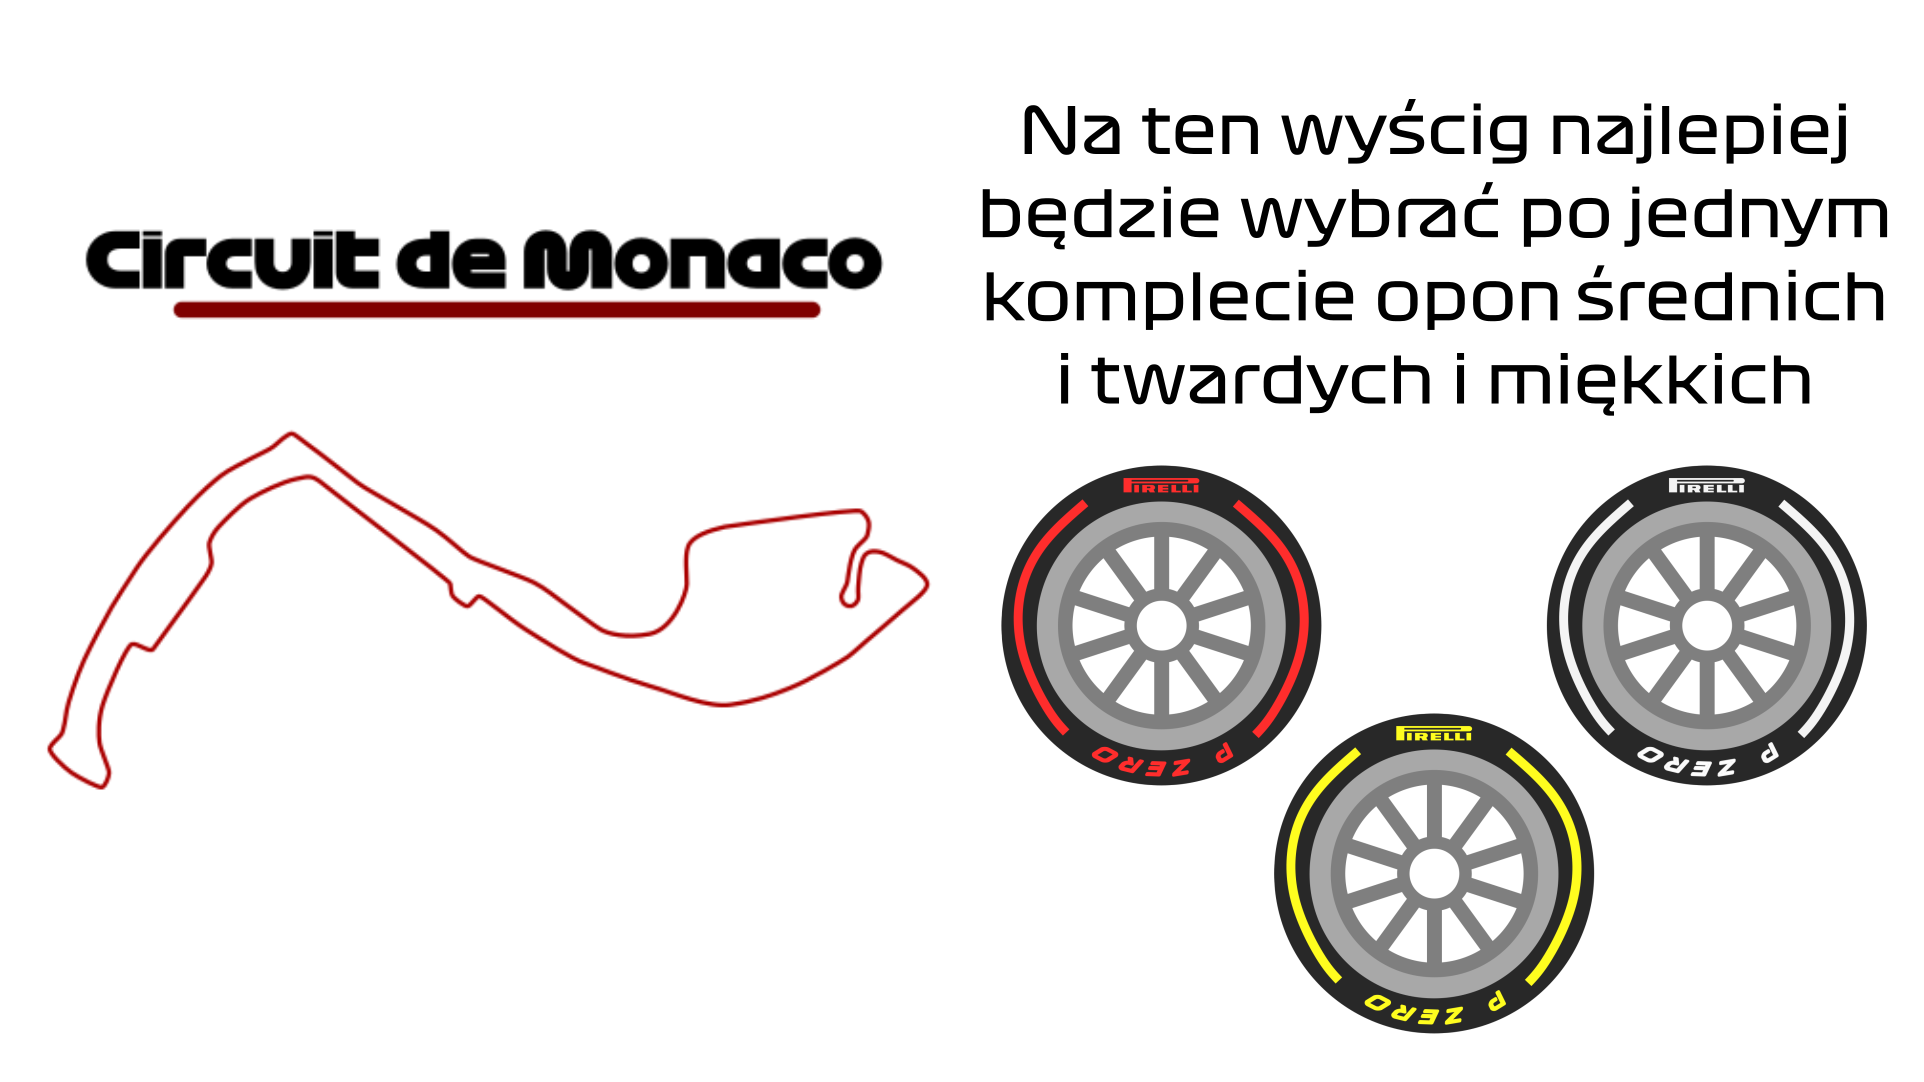 Circuit de Monaco
Na ten wyścig najlepiej
będzie wybrać po jednym
komplecie opon średnich
i twardych i miękkich
PIRELLI
P ZERO
PIRELLI
P ZERO
PIRELLI
P ZERO